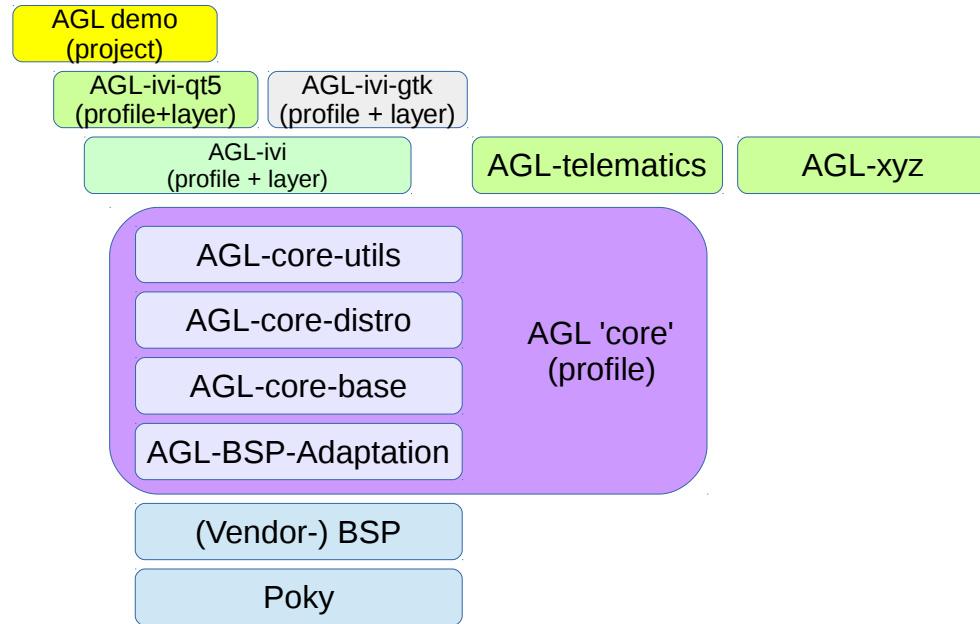 AGL demo
(project)
AGL-ivi-qt5
(profile+layer)
AGL-ivi-gtk
(profile + layer)
AGL-ivi
(profile + layer)
AGL-telematics
AGL-xyz
AGL-core-utils
AGL-core-distro
AGL-core-base
AGL-BSP-Adaptation
AGL 'core'
(profile)
(Vendor-) BSP
Poky